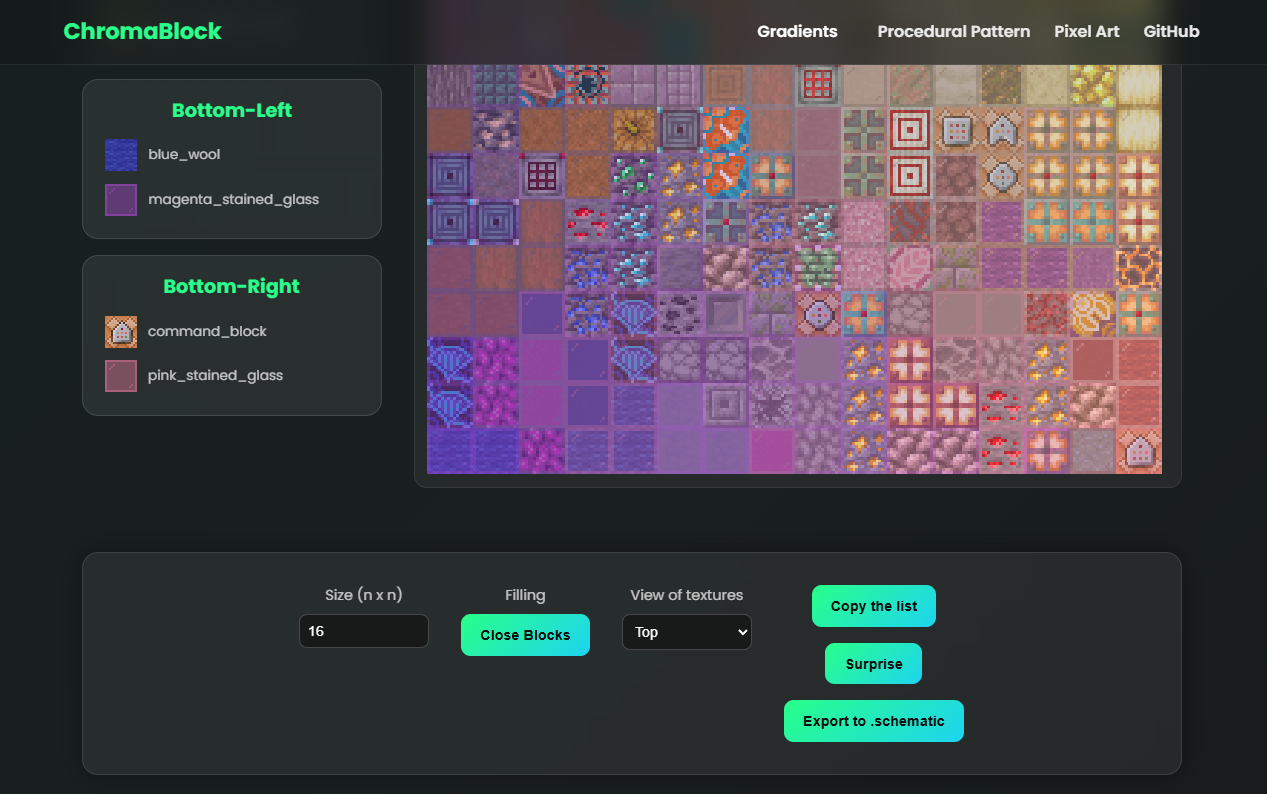 ChromaBlock
Gradients
Procedural Pattern
Pixel Art
GitHub
Bottom-Left
blue_wool
magenta_stained_glass
Bottom-Right
command_block
pink_stained_glass
Size (n x n)
16
Filling
Close Blocks
View of textures
Top
Copy the list
Surprise
Export to .schematic